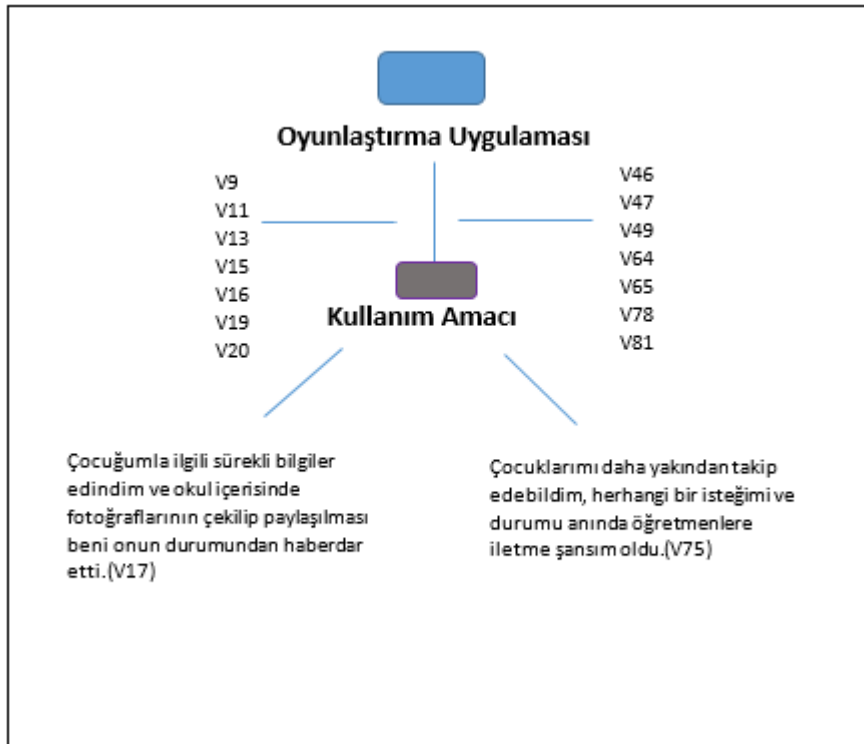 Oyunlaştırma Uygulaması
V9
V11
V13
V15
V16
V19
V20
V46
V47
V49
V64
V65
V78
V81
Kullanım Amacı
Çocuğumla ilgili sürekli bilgiler
edindim ve okul içerisinde
fotoğraflarının çekilip paylaşılması
beni onun durumundan haberdar
etti.(V17)
Çocuklarımı daha yakından takip
edebildim, herhangi bir isteğimi ve
durumu anında öğretmenlere
iletme şansım oldu.(V75)